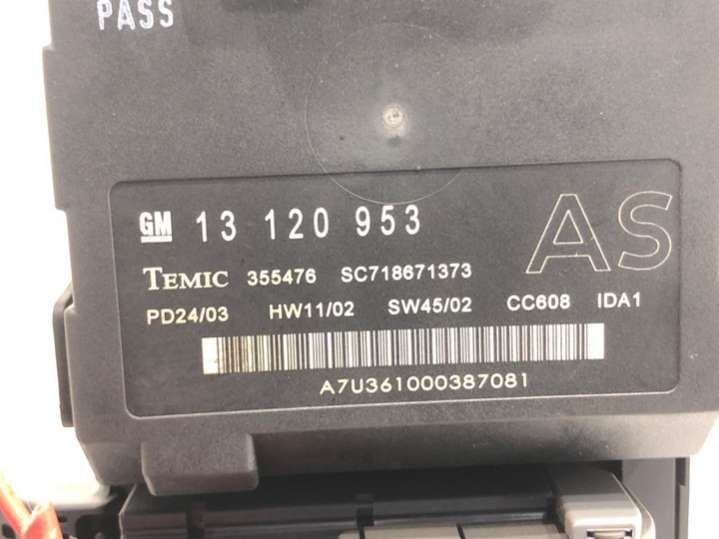 PASS
GM 13 120 953 AS
TEMIC 355476 SC718671373
PD24/03 HW11/02 SW45/02 CC608 IDA1
A7U361000387081